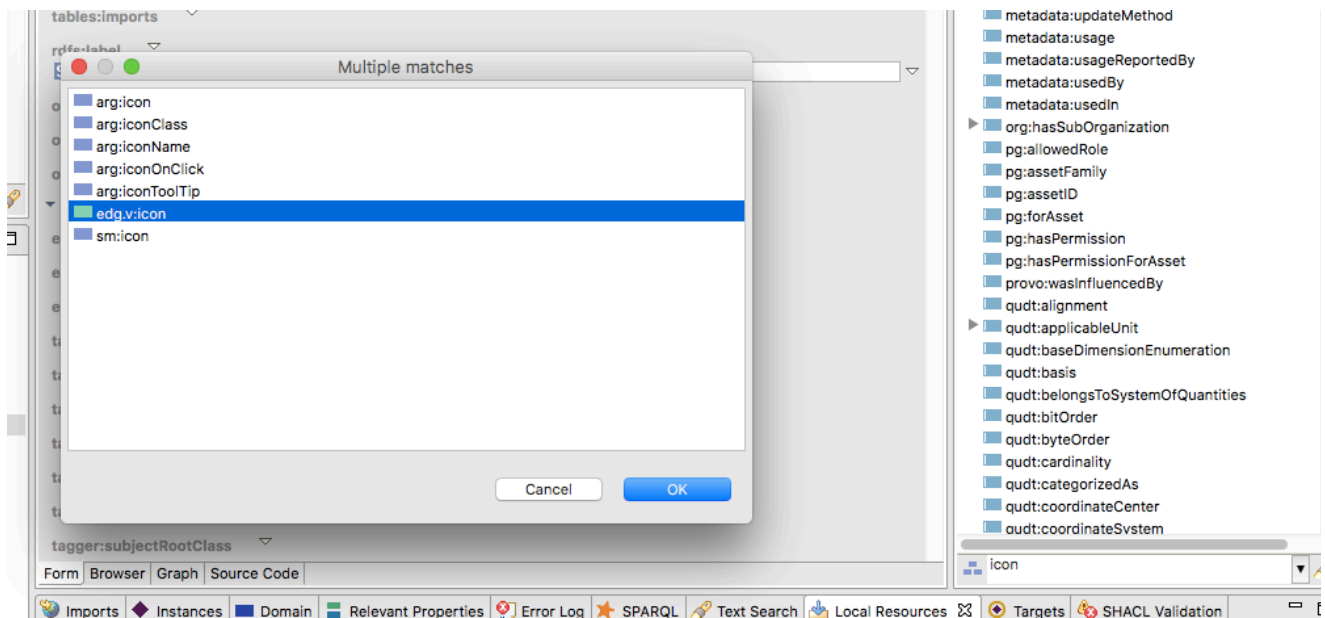 tables:imports
rdfs:label
Multiple matches
arg:icon
arg:iconClass
arg:iconName
arg:iconOnClick
arg:iconToolTip
edg.v:icon
sm:icon
Cancel
OK
tagger:subjectRootClass
Form
Browser
Graph
Source Code
metadata:updateMethod
metadata:usage
metadata:usageReportedBy
metadata:usedBy
metadata:usedIn
org:hasSubOrganization
pg:allowedRole
pg:assetFamily
pg:assetID
pg:forAsset
pg:hasPermission
pg:hasPermissionForAsset
provo:wasInfluencedBy
qudt:alignment
qudt:applicableUnit
qudt:baseDimensionEnumeration
qudt:basis
qudt:belongsToSystemOfQuantities
qudt:bitOrder
qudt:byteOrder
qudt:cardinality
qudt:categorizedAs
qudt:coordinateCenter
qudt:coordinateSystem
icon
Imports
Instances
Domain
Relevant Properties
Error Log
SPARQL
Text Search
Local Resources
Targets
SHACL Validation